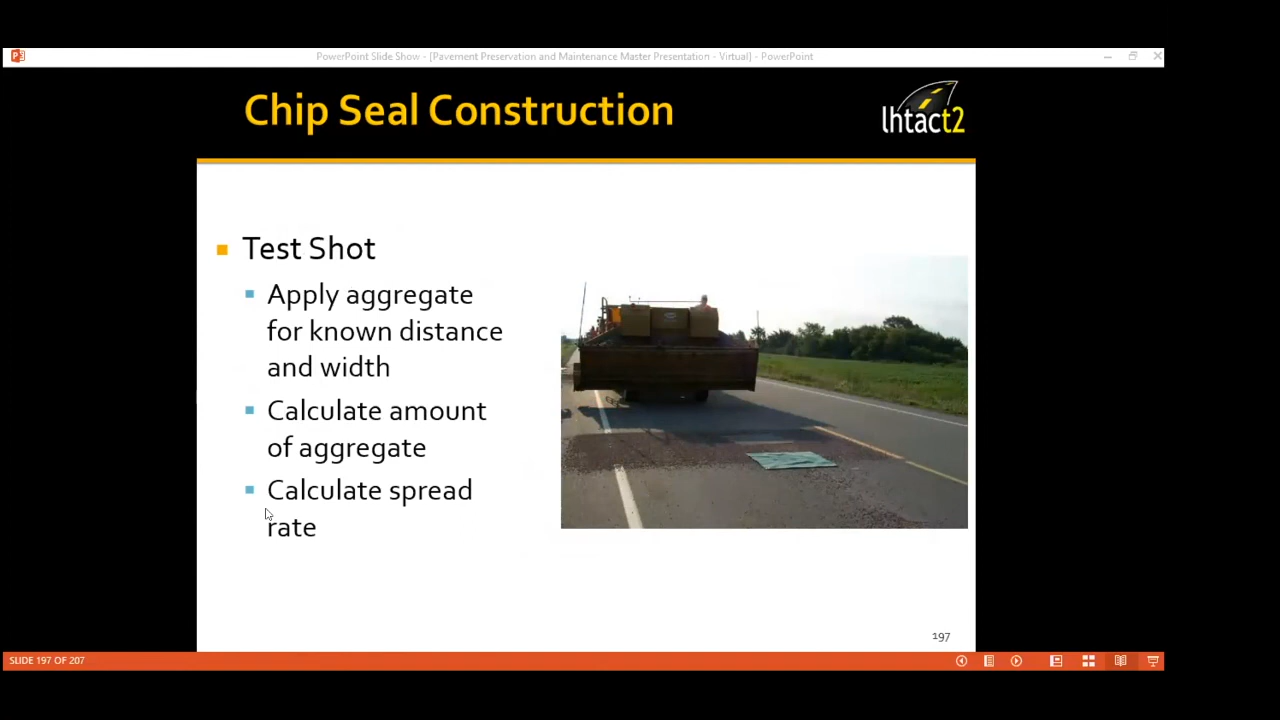 PowerPoint Slide Show - [Pavement Preservation and Maintenance Master Presentation - Virtual] - PowerPoint
Chip Seal Construction
lhtact2
Test Shot
Apply aggregate
for known distance
and width
Calculate amount
of aggregate
Calculate spread
rate
197
SLIDE 197 OF 207